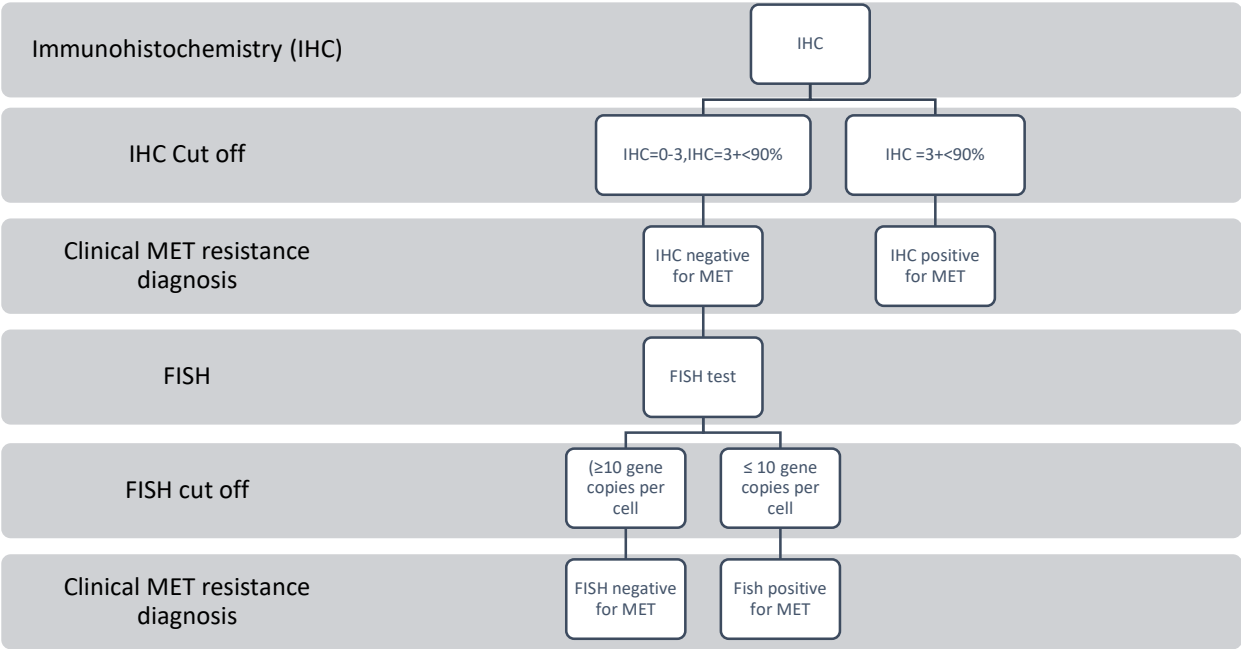 Immunohistochemistry (IHC)
IHC
IHC Cut off
IHC=0-3,IHC=3+<90%
IHC =3+<90%
Clinical MET resistance
diagnosis
IHC negative
for MET
IHC positive
for MET
FISH
FISH test
FISH cut off
(≥10 gene
copies per
cell
≤ 10 gene
copies per
cell
Clinical MET resistance
diagnosis
FISH negative
for MET
Fish positive
for MET